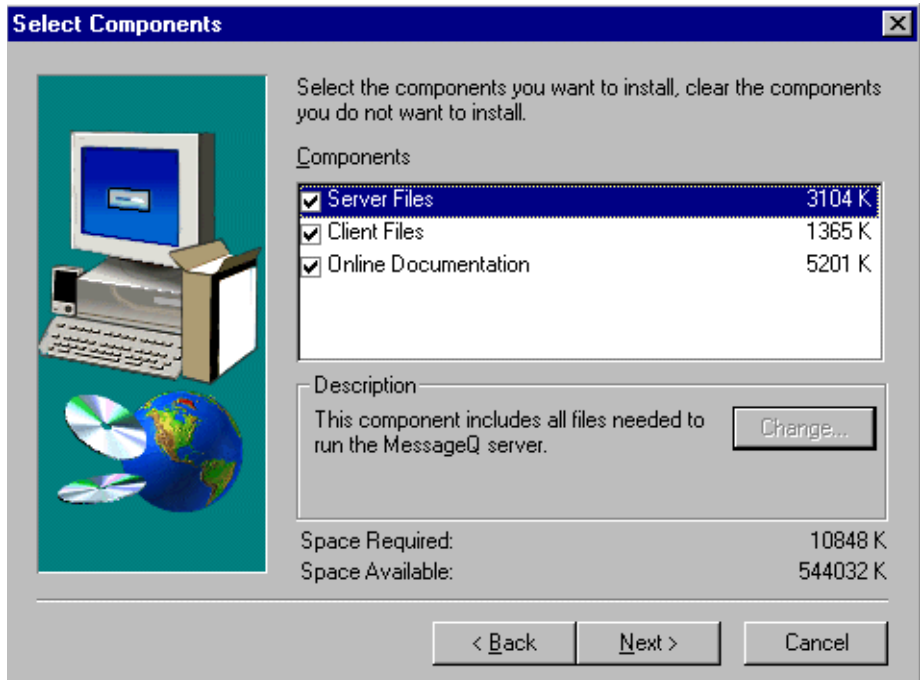 Select Components
Select the components you want to install, clear the components
you do not want to install.
Components
Server Files 3104 K
Client Files 1365 K
Online Documentation 5201 K
Description
This component includes all files needed to
run the MessageQ server.
Change...
Space Required: 10848 K
Space Available: 544032 K
< Back Next > Cancel